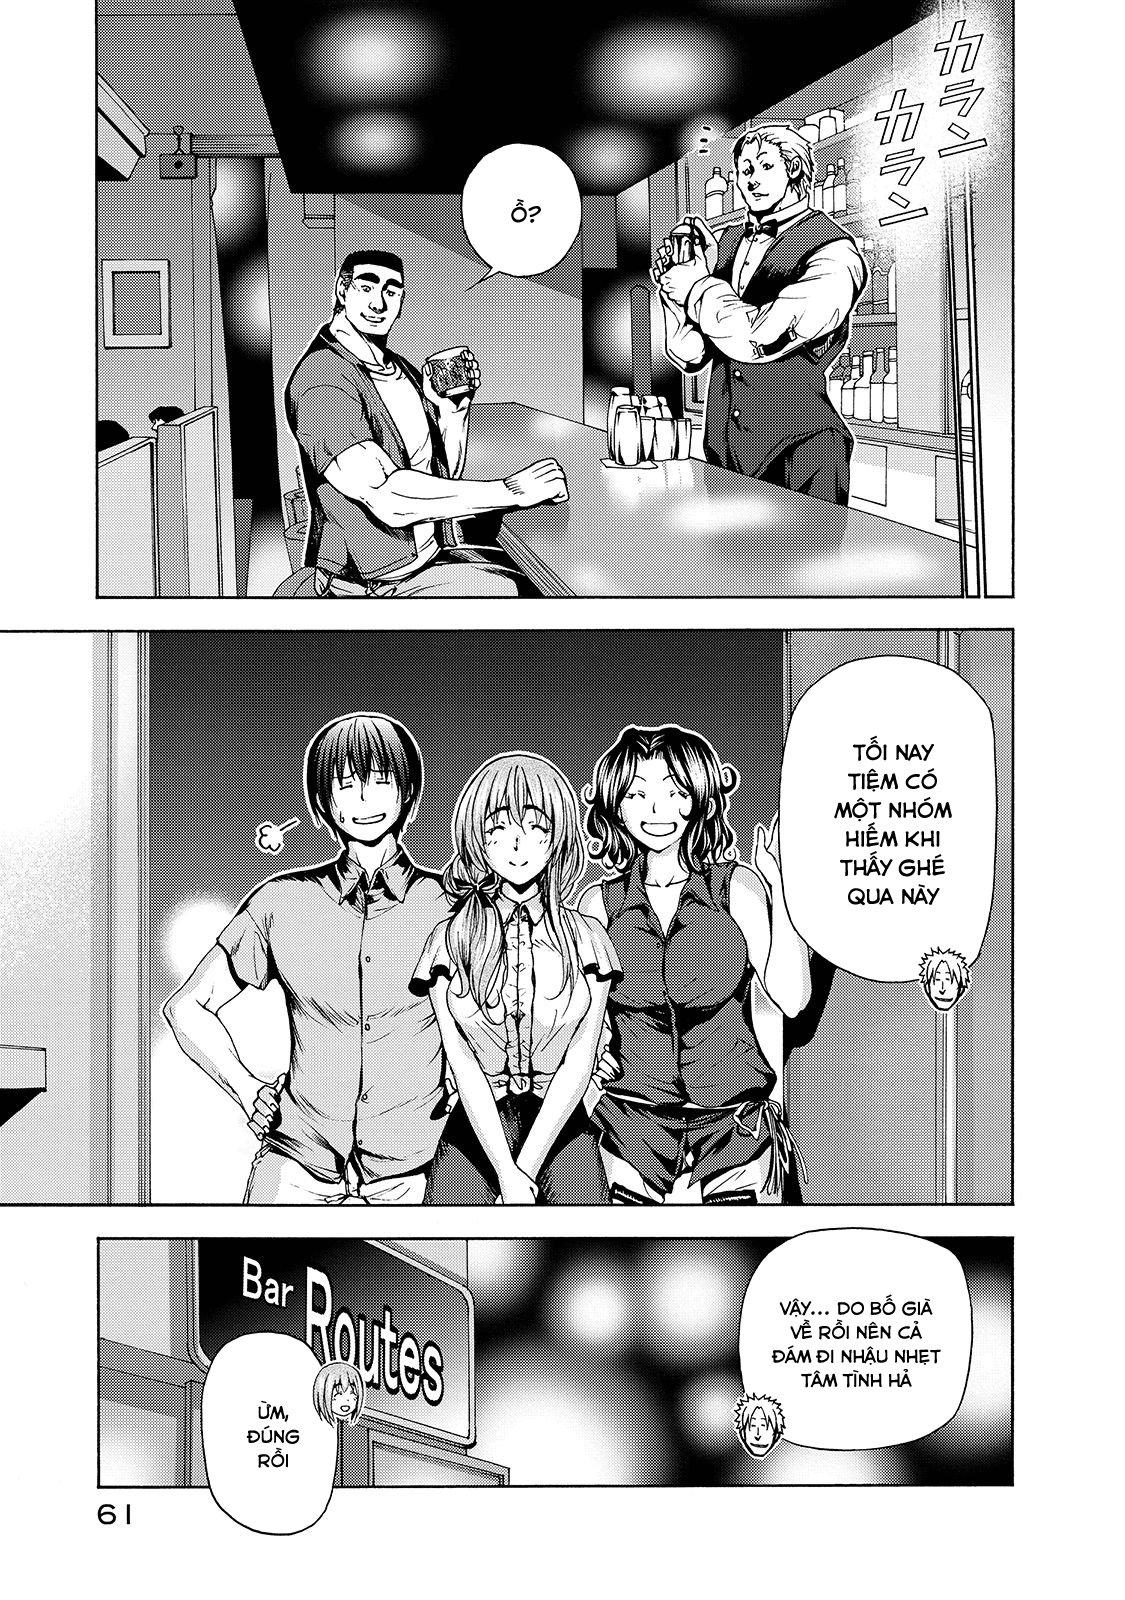 カラン
カラン
Ồ?
TỐI NAY
TIỆM CÓ
MỘT NHÓM
HIẾM KHI
THẤY GHÉ
QUA NÀY
VẬY... DO BỐ GIÀ
VỀ RỒI NÊN CẢ
ĐÁM ĐI NHẬU NHẸT
TÂM TÌNH HẢ
Bar Routes
ỪM,
ĐÚNG
RỒI
61